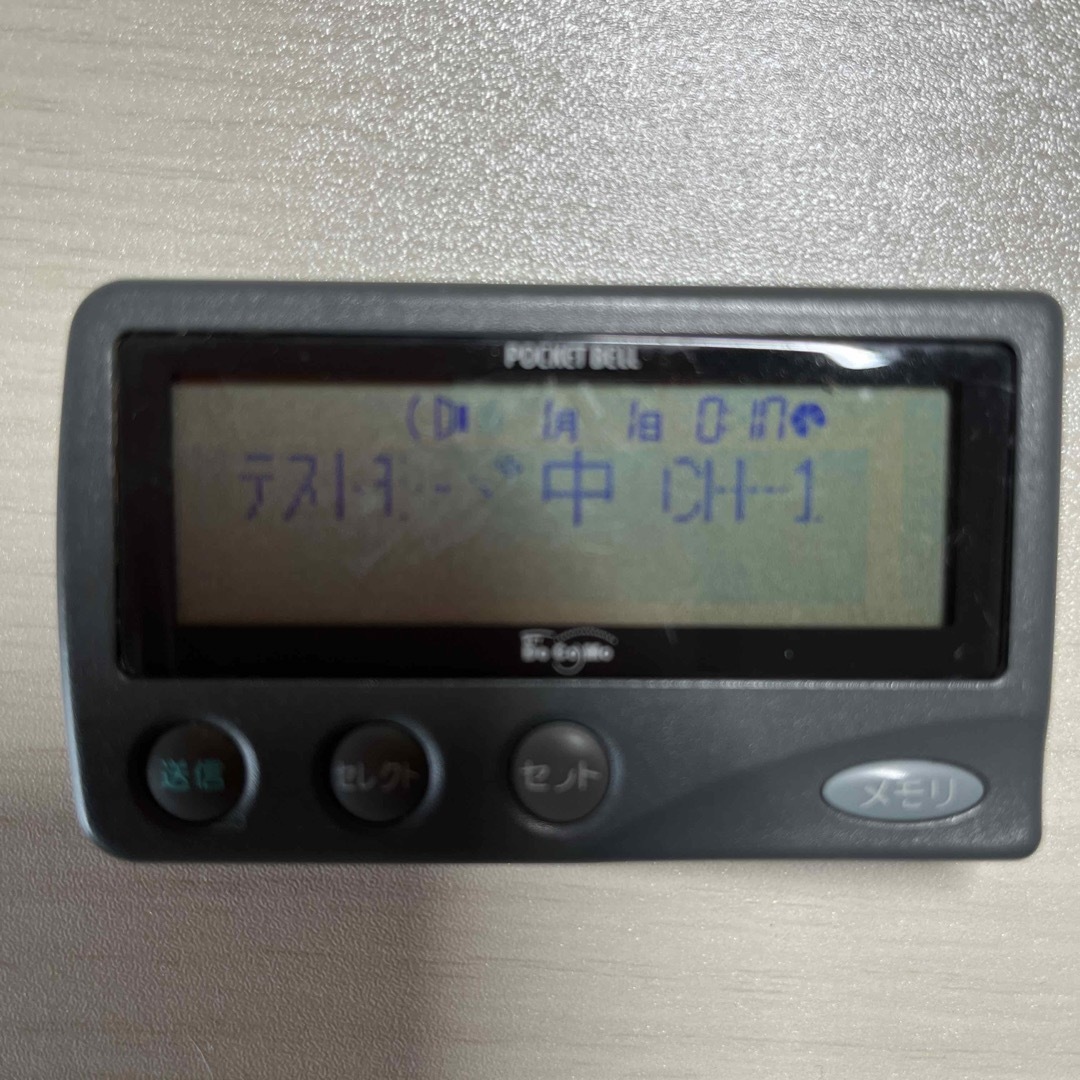 POCKET BELL
1月 1日 0:17
テストモード中 CH-1
DoCoMo
送信 セレクト セット メモリ